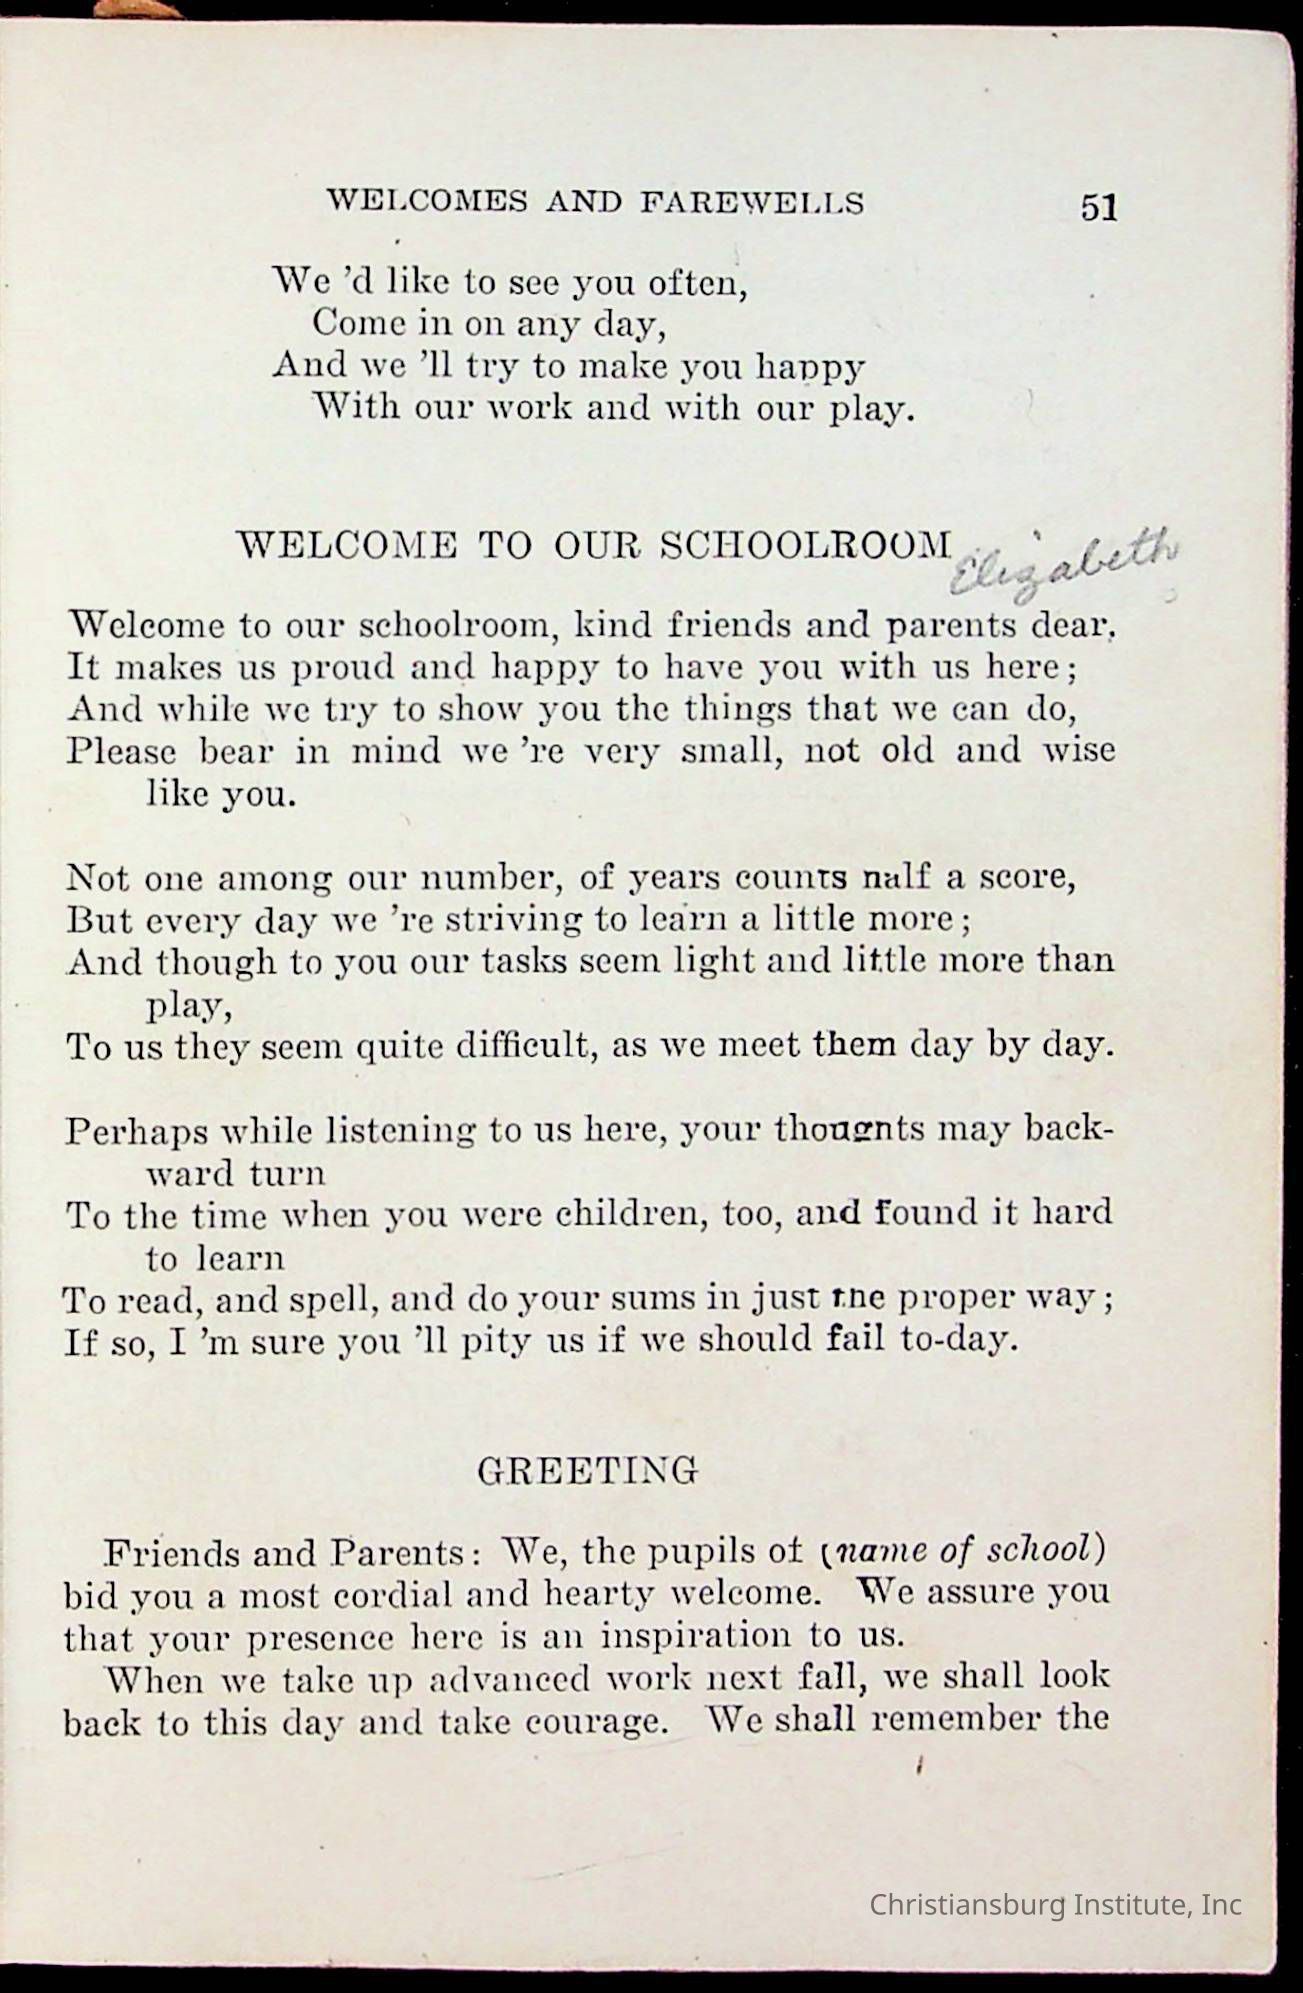 WELCOMES AND FAREWELLS 51
We 'd like to see you often,
Come in on any day,
And we 'll try to make you happy
With our work and with our play.
WELCOME TO OUR SCHOOLROOM Elizabeth
Welcome to our schoolroom, kind friends and parents dear,
It makes us proud and happy to have you with us here;
And while we try to show you the things that we can do,
Please bear in mind we 're very small, not old and wise
like you.
Not one among our number, of years counts half a score,
But every day we 're striving to learn a little more;
And though to you our tasks seem light and little more than
play,
To us they seem quite difficult, as we meet them day by day.
Perhaps while listening to us here, your thoughts may back-
ward turn
To the time when you were children, too, and found it hard
to learn
To read, and spell, and do your sums in just the proper way;
If so, I 'm sure you 'll pity us if we should fail to-day.
GREETING
Friends and Parents: We, the pupils of (name of school)
bid you a most cordial and hearty welcome. We assure you
that your presence here is an inspiration to us.
When we take up advanced work next fall, we shall look
back to this day and take courage. We shall remember the
Christiansburg Institute, Inc